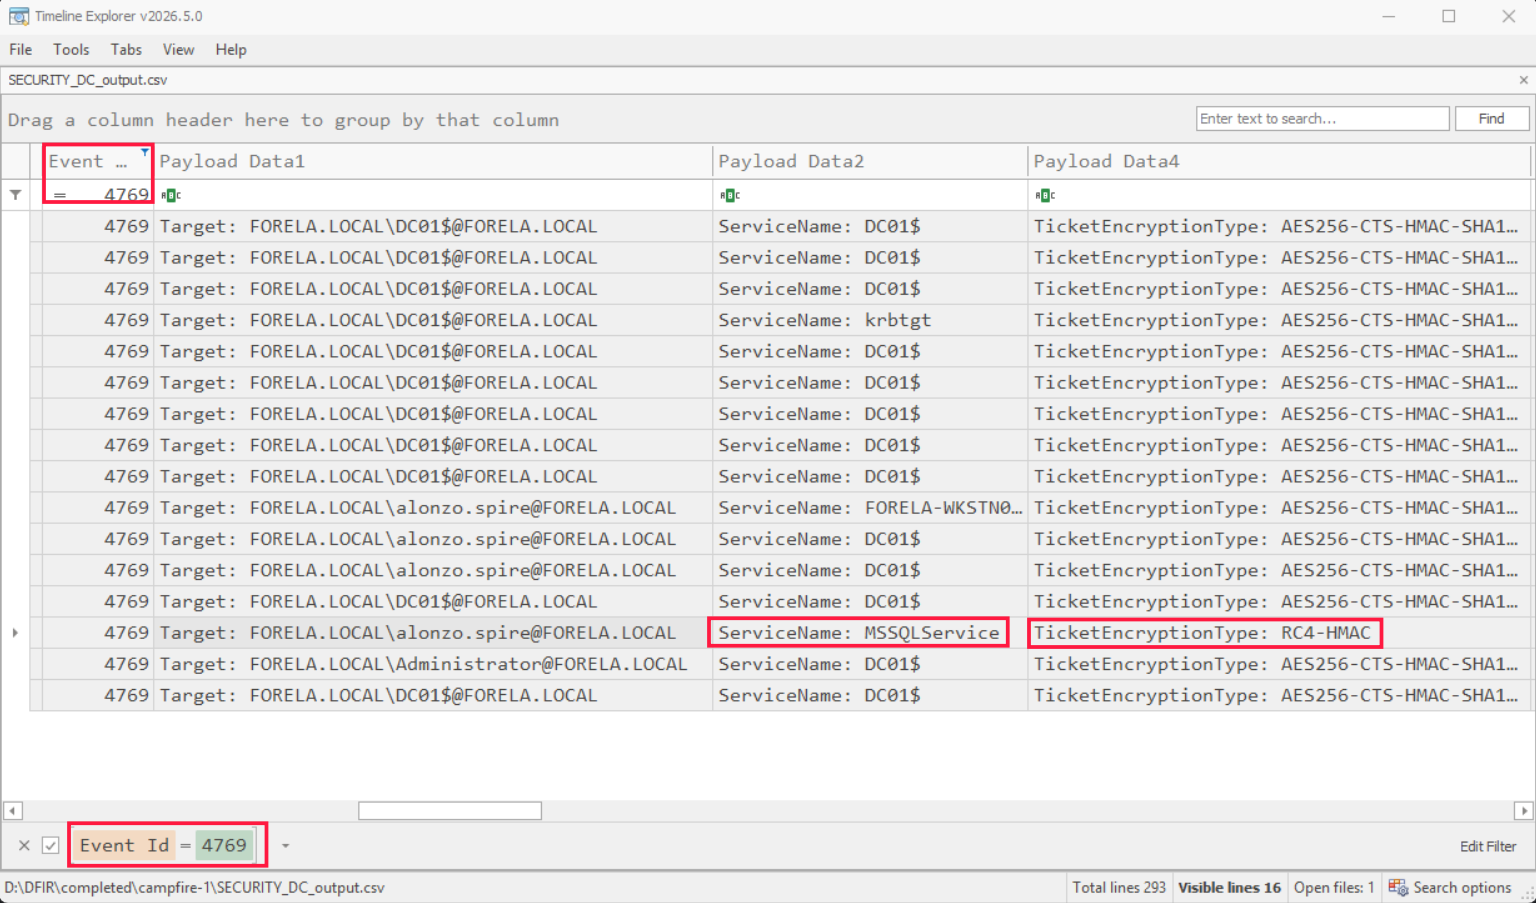 Timeline Explorer v2026.5.0
File Tools Tabs View Help
SECURITY_DC_output.csv
Drag a column header here to group by that column
Enter text to search...
Find
Event ... Payload Data1 Payload Data2 Payload Data4
= 4769
4769 Target: FORELA.LOCAL\DC01$@FORELA.LOCAL ServiceName: DC01$ TicketEncryptionType: AES256-CTS-HMAC-SHA1...
4769 Target: FORELA.LOCAL\DC01$@FORELA.LOCAL ServiceName: DC01$ TicketEncryptionType: AES256-CTS-HMAC-SHA1...
4769 Target: FORELA.LOCAL\DC01$@FORELA.LOCAL ServiceName: DC01$ TicketEncryptionType: AES256-CTS-HMAC-SHA1...
4769 Target: FORELA.LOCAL\DC01$@FORELA.LOCAL ServiceName: krbtgt TicketEncryptionType: AES256-CTS-HMAC-SHA1...
4769 Target: FORELA.LOCAL\DC01$@FORELA.LOCAL ServiceName: DC01$ TicketEncryptionType: AES256-CTS-HMAC-SHA1...
4769 Target: FORELA.LOCAL\DC01$@FORELA.LOCAL ServiceName: DC01$ TicketEncryptionType: AES256-CTS-HMAC-SHA1...
4769 Target: FORELA.LOCAL\DC01$@FORELA.LOCAL ServiceName: DC01$ TicketEncryptionType: AES256-CTS-HMAC-SHA1...
4769 Target: FORELA.LOCAL\DC01$@FORELA.LOCAL ServiceName: DC01$ TicketEncryptionType: AES256-CTS-HMAC-SHA1...
4769 Target: FORELA.LOCAL\DC01$@FORELA.LOCAL ServiceName: DC01$ TicketEncryptionType: AES256-CTS-HMAC-SHA1...
4769 Target: FORELA.LOCAL\alonzo.spire@FORELA.LOCAL ServiceName: FORELA-WKSTN0... TicketEncryptionType: AES256-CTS-HMAC-SHA1...
4769 Target: FORELA.LOCAL\alonzo.spire@FORELA.LOCAL ServiceName: DC01$ TicketEncryptionType: AES256-CTS-HMAC-SHA1...
4769 Target: FORELA.LOCAL\alonzo.spire@FORELA.LOCAL ServiceName: DC01$ TicketEncryptionType: AES256-CTS-HMAC-SHA1...
4769 Target: FORELA.LOCAL\DC01$@FORELA.LOCAL ServiceName: DC01$ TicketEncryptionType: AES256-CTS-HMAC-SHA1...
4769 Target: FORELA.LOCAL\alonzo.spire@FORELA.LOCAL ServiceName: MSSQLService TicketEncryptionType: RC4-HMAC
4769 Target: FORELA.LOCAL\Administrator@FORELA.LOCAL ServiceName: DC01$ TicketEncryptionType: AES256-CTS-HMAC-SHA1...
4769 Target: FORELA.LOCAL\DC01$@FORELA.LOCAL ServiceName: DC01$ TicketEncryptionType: AES256-CTS-HMAC-SHA1...
Event Id = 4769
Edit Filter
D:\DFIR\completed\campfire-1\SECURITY_DC_output.csv Total lines 293 Visible lines 16 Open files: 1 Search options